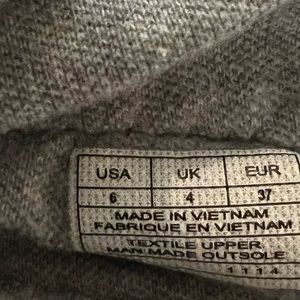 USA UK EUR
6 4 37
MADE IN VIETNAM
FABRIQUE EN VIETNAM
TEXTILE UPPER
MAN MADE OUTSOLE
1114